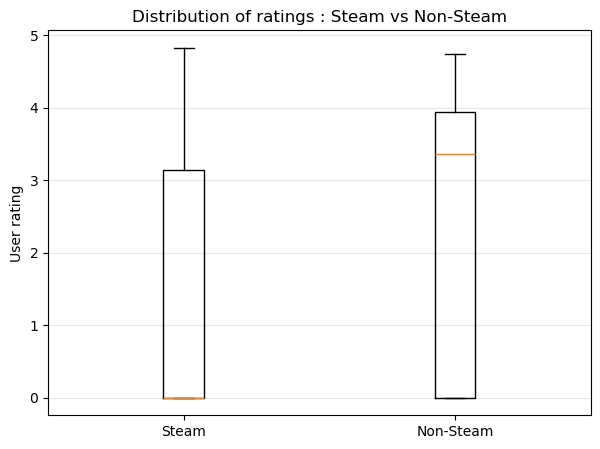 Distribution of ratings : Steam vs Non-Steam
User rating
5
4
3
2
1
0
Steam
Non-Steam